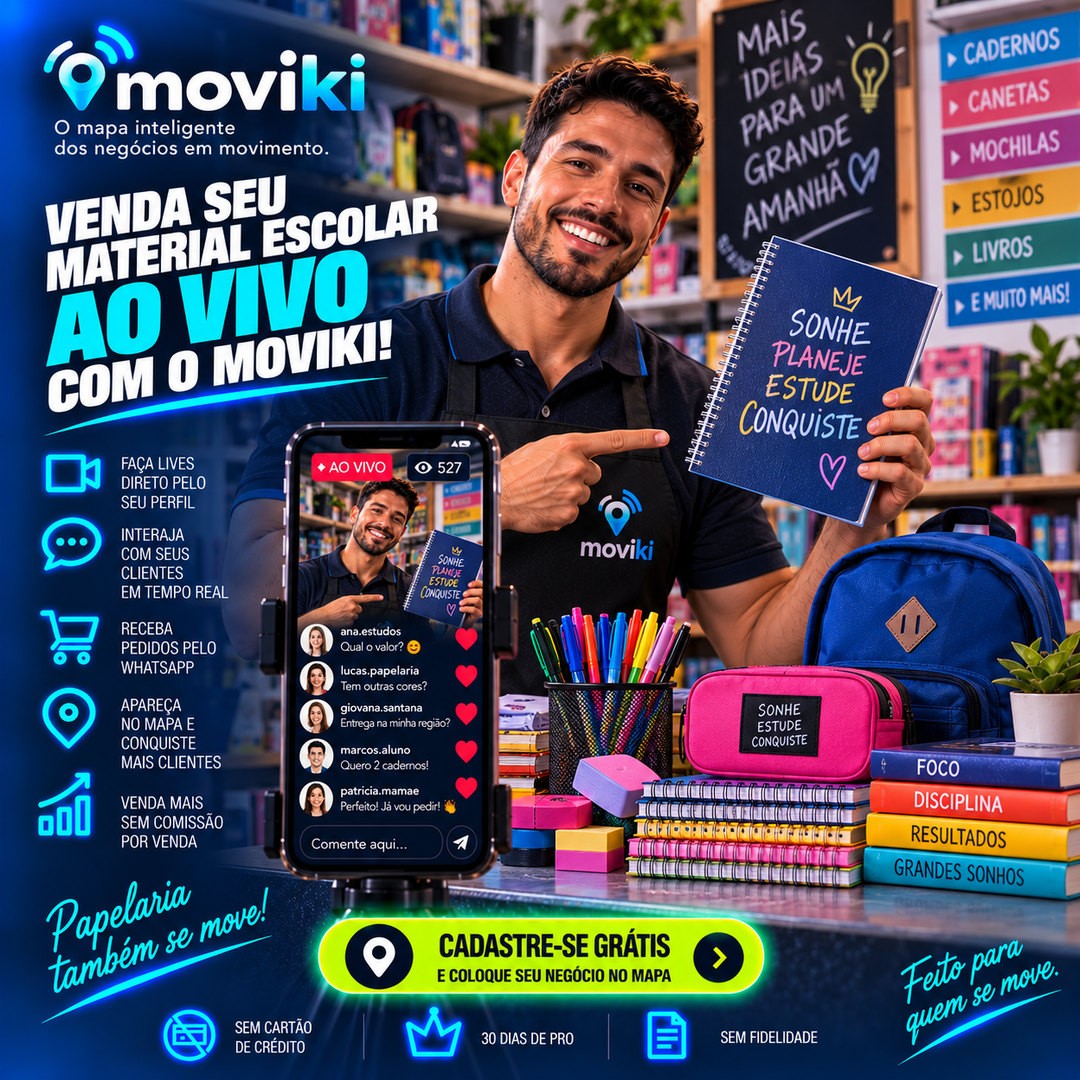 moviki
O mapa inteligente
dos negócios em movimento.
VENDA SEU
MATERIAL ESCOLAR
AO VIVO
COM O MOVIKI!
FAÇA LIVES
DIRETO PELO
SEU PERFIL
INTERAJA
COM SEUS
CLIENTES
EM TEMPO REAL
RECEBA
PEDIDOS PELO
WHATSAPP
APAREÇA
NO MAPA E
CONQUISTE
MAIS CLIENTES
VENDA MAIS
SEM COMISSÃO
POR VENDA
Papelaria
também se move!
AO VIVO
527
SONHE
PLANEJE
ESTUDE
CONQUISTE
ana.estudos
Qual o valor? 😊
lucas.papelaria
Tem outras cores?
giovana.santana
Entrega na minha região?
marcos.aluno
Quero 2 cadernos!
patricia.mamae
Perfeito! Já vou pedir! 👏
Comente aqui...
MAIS
IDEIAS
PARA UM
GRANDE
AMANHÃ
CADERNOS
CANETAS
MOCHILAS
ESTOJOS
LIVROS
E MUITO MAIS!
SONHE
PLANEJE
ESTUDE
CONQUISTE
moviki
SONHE
ESTUDE
CONQUISTE
FOCO
DISCIPLINA
RESULTADOS
GRANDES SONHOS
CADASTRE-SE GRÁTIS
E COLOQUE SEU NEGÓCIO NO MAPA
Feito para
quem se move.
SEM CARTÃO
DE CRÉDITO
30 DIAS DE PRO
SEM FIDELIDADE